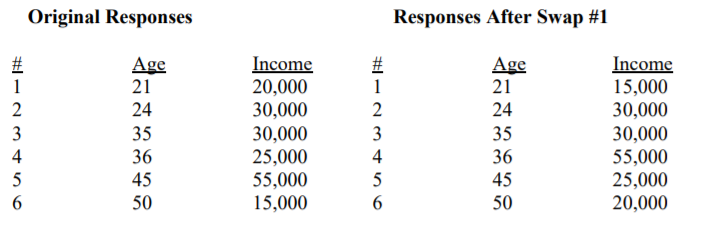 Original Responses Responses After Swap #1
# Age Income # Age Income
1 21 20,000 1 21 15,000
2 24 30,000 2 24 30,000
3 35 30,000 3 35 30,000
4 36 25,000 4 36 55,000
5 45 55,000 5 45 25,000
6 50 15,000 6 50 20,000